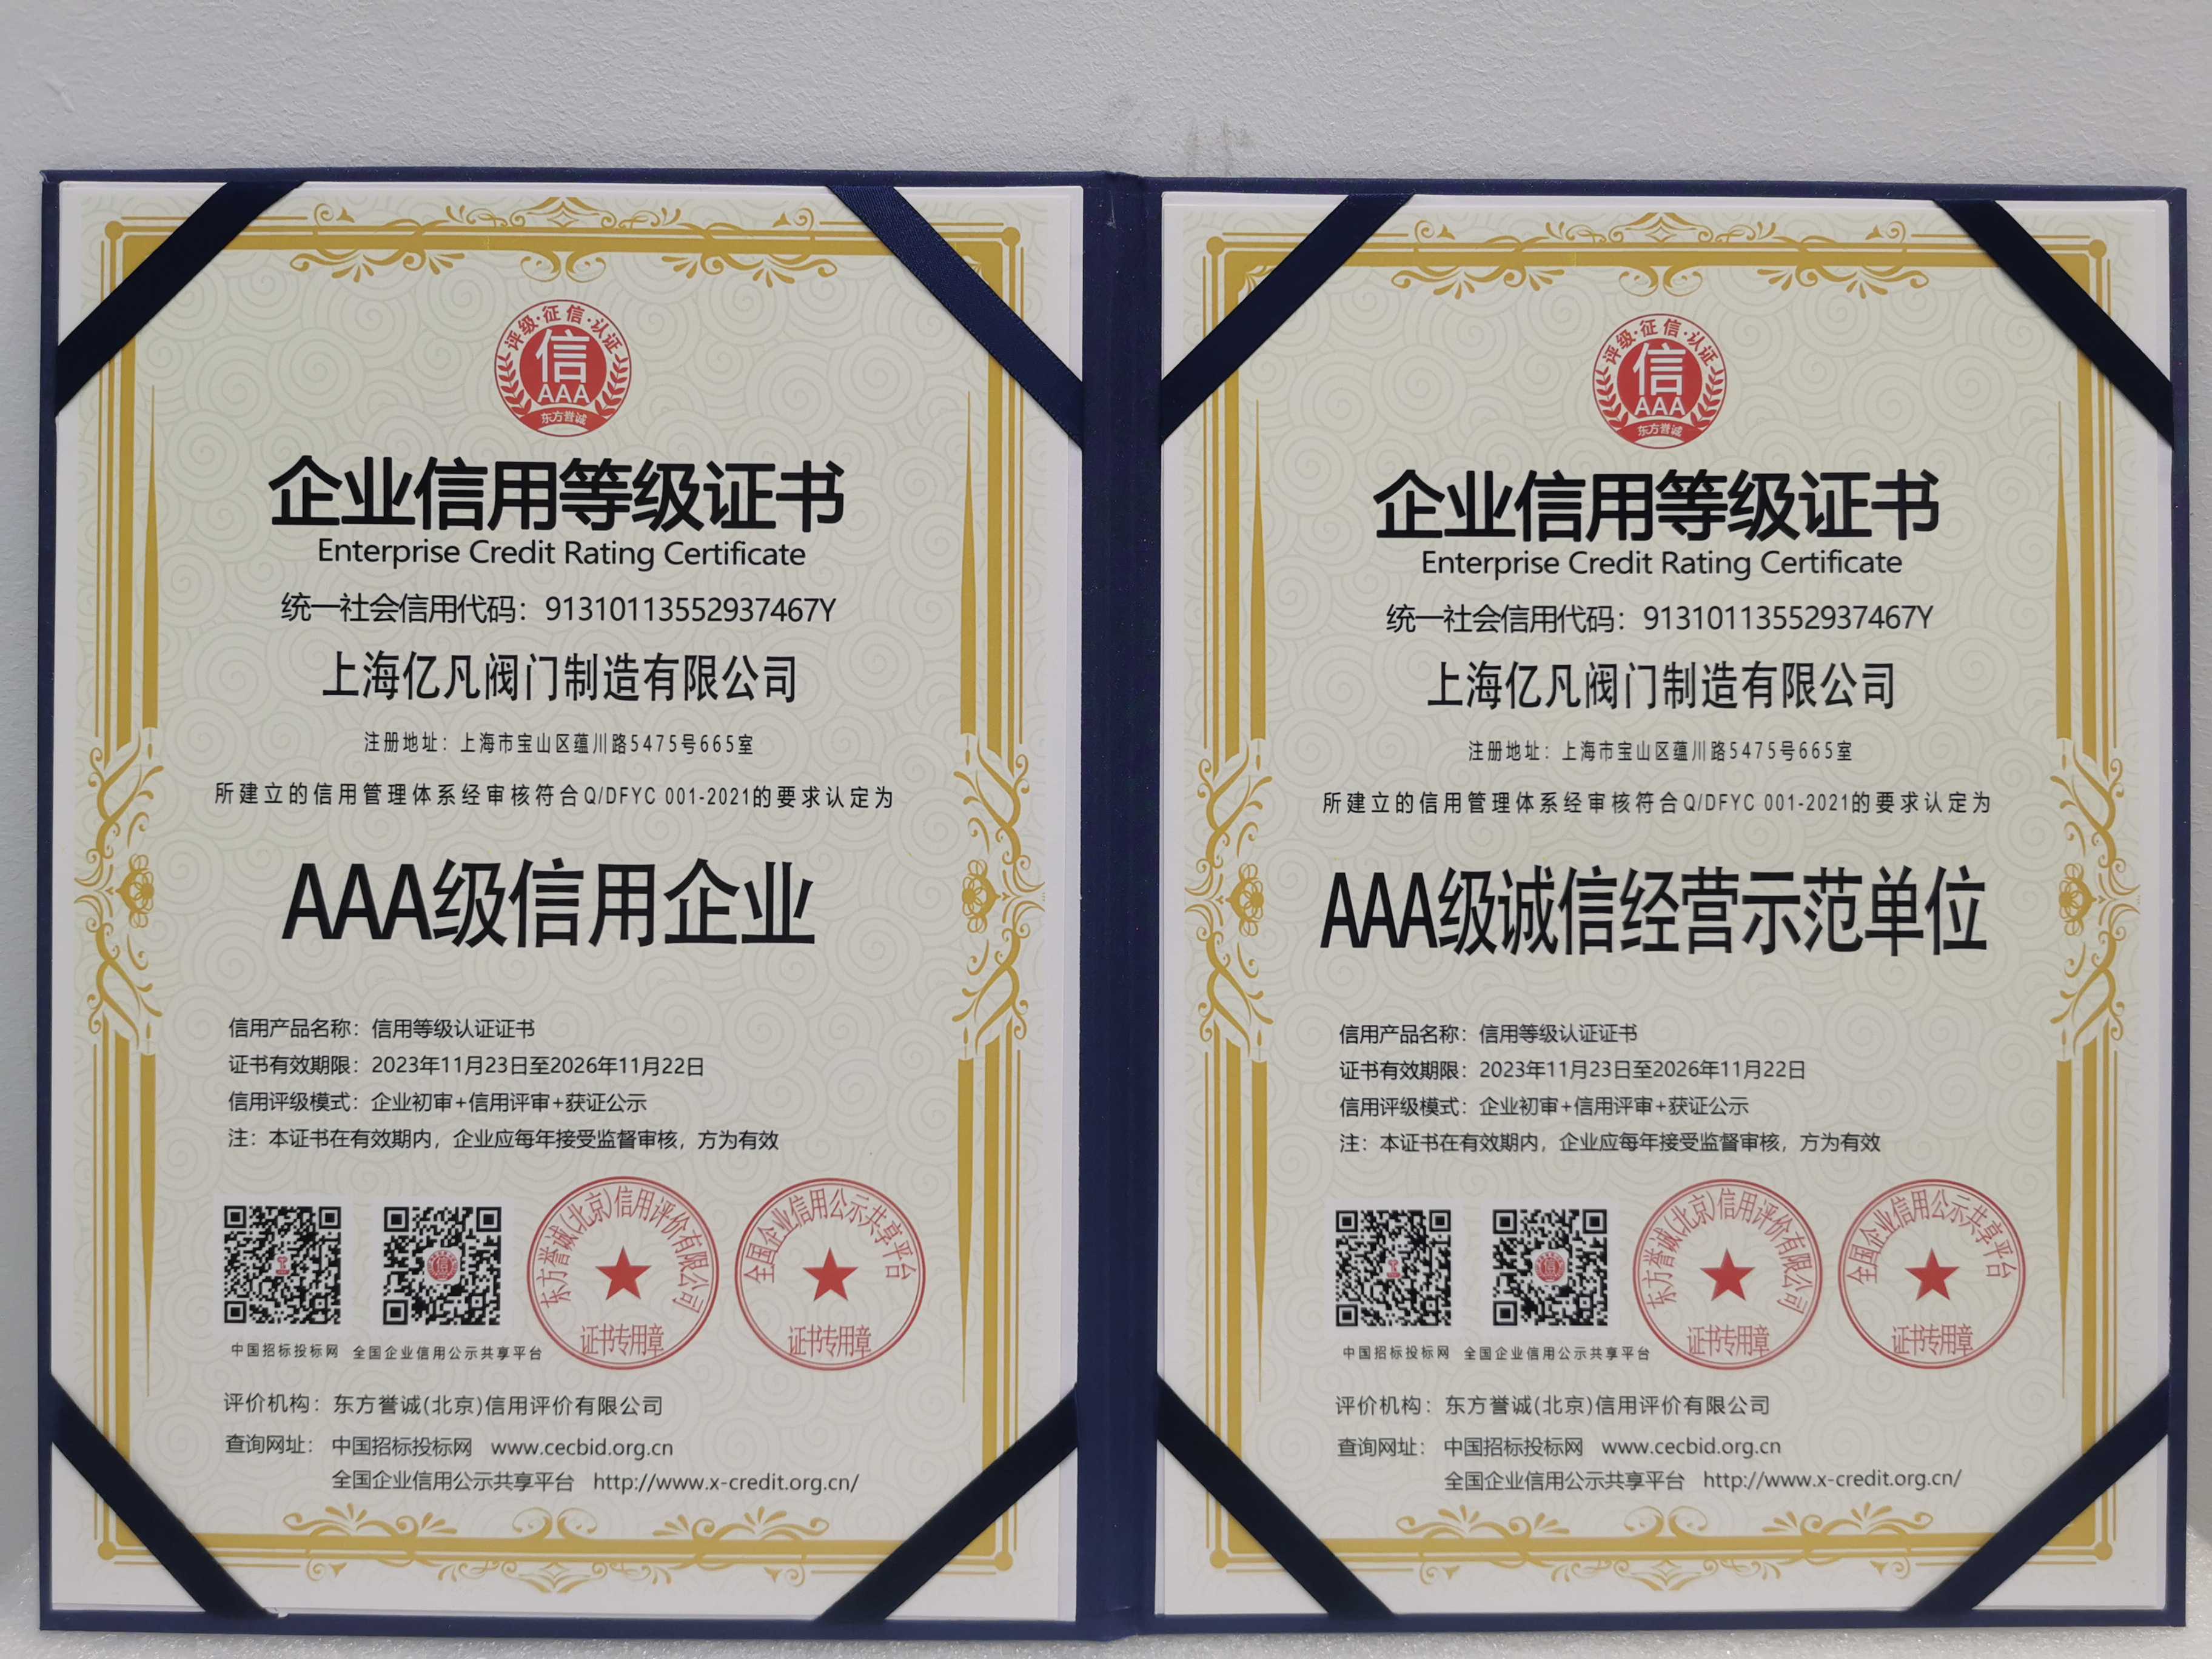 评级·征信·认证
信
AAA
东方誉诚
企业信用等级证书
Enterprise Credit Rating Certificate
统一社会信用代码：91310113552937467Y
上海亿凡阀门制造有限公司
注册地址：上海市宝山区蕴川路5475号665室
所建立的信用管理体系经审核符合Q/DFYC 001-2021的要求认定为
AAA级信用企业
信用产品名称：信用等级认证证书
证书有效期限：2023年11月23日至2026年11月22日
信用评级模式：企业初审+信用评审+获证公示
注：本证书在有效期内，企业应每年接受监督审核，方为有效
东方誉诚(北京)信用评价有限公司
证书专用章
全国企业信用公示共享平台
证书专用章
中国招标投标网 全国企业信用公示共享平台
评价机构：东方誉诚(北京)信用评价有限公司
查询网址：中国招标投标网 www.cecbid.org.cn
全国企业信用公示共享平台 http://www.x-credit.org.cn/
评级·征信·认证
信
AAA
东方誉诚
企业信用等级证书
Enterprise Credit Rating Certificate
统一社会信用代码：91310113552937467Y
上海亿凡阀门制造有限公司
注册地址：上海市宝山区蕴川路5475号665室
所建立的信用管理体系经审核符合Q/DFYC 001-2021的要求认定为
AAA级诚信经营示范单位
信用产品名称：信用等级认证证书
证书有效期限：2023年11月23日至2026年11月22日
信用评级模式：企业初审+信用评审+获证公示
注：本证书在有效期内，企业应每年接受监督审核，方为有效
东方誉诚(北京)信用评价有限公司
证书专用章
全国企业信用公示共享平台
证书专用章
中国招标投标网 全国企业信用公示共享平台
评价机构：东方誉诚(北京)信用评价有限公司
查询网址：中国招标投标网 www.cecbid.org.cn
全国企业信用公示共享平台 http://www.x-credit.org.cn/